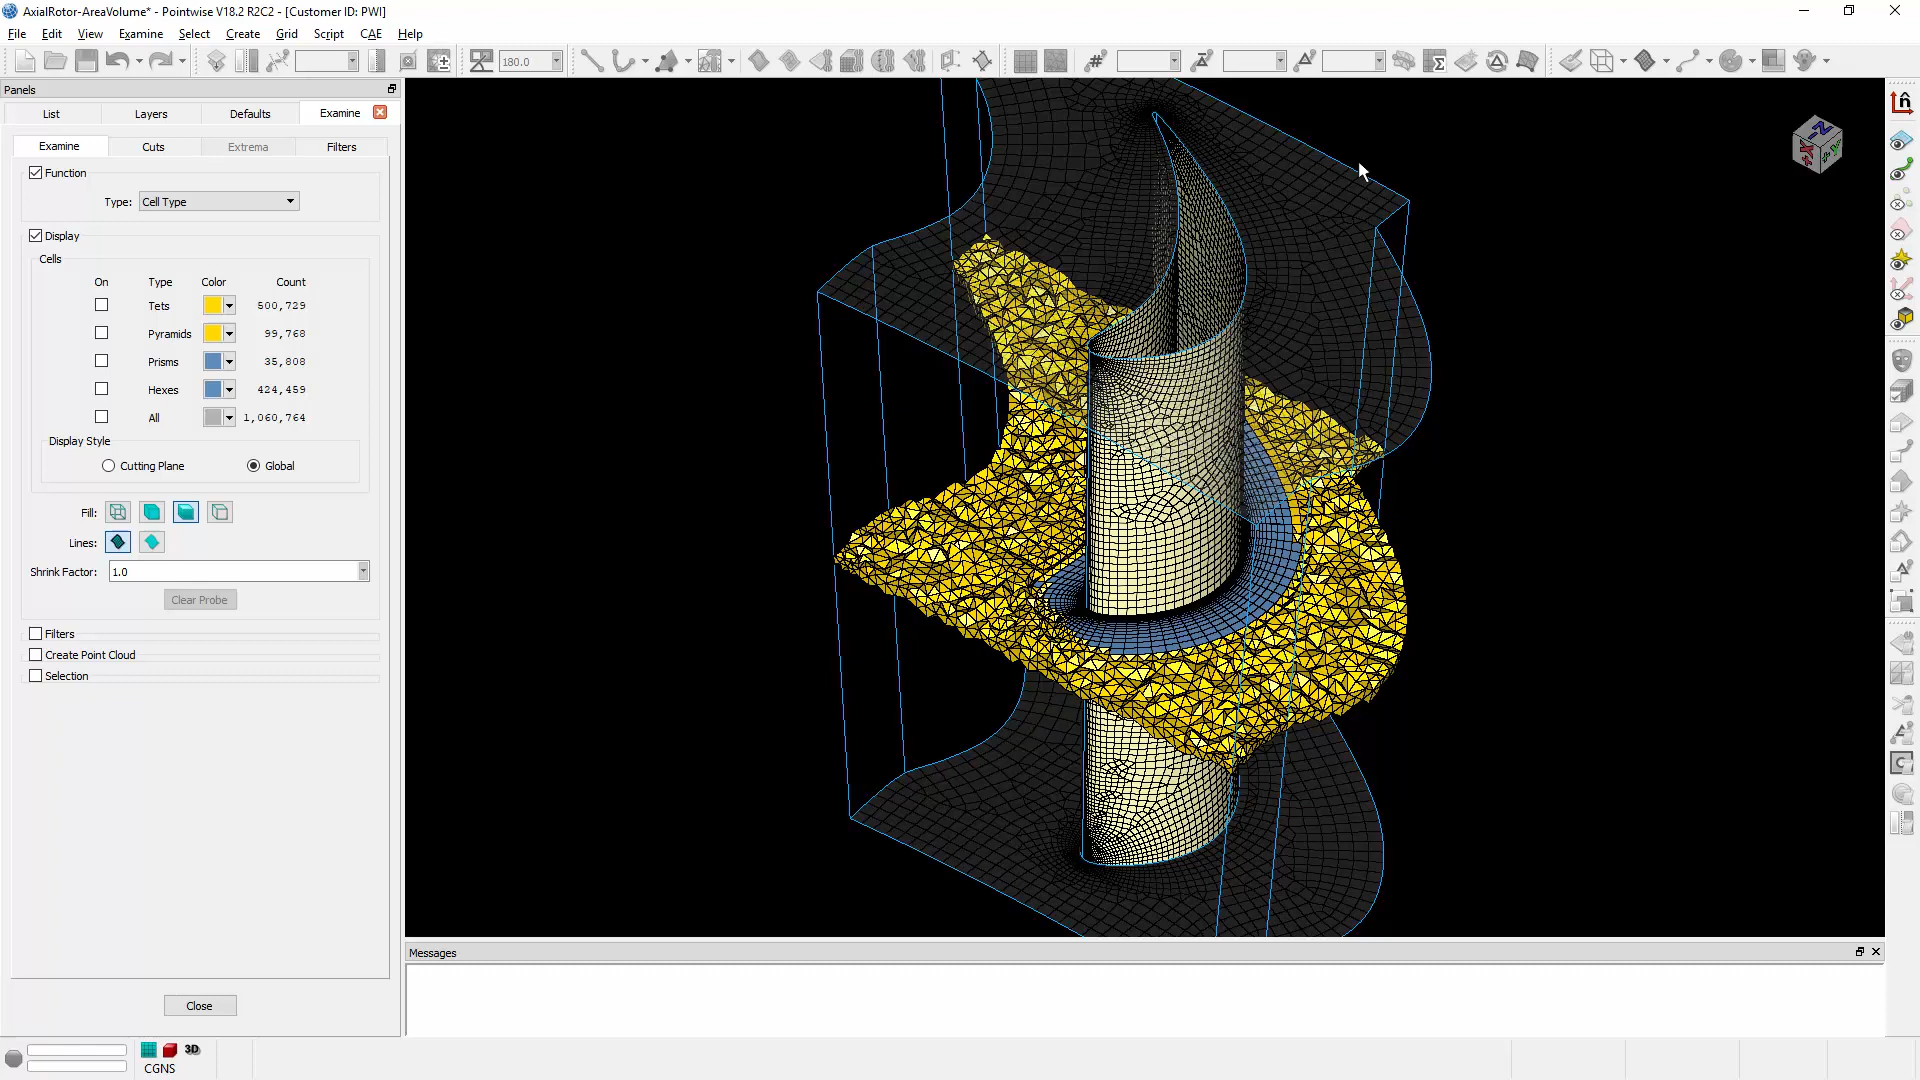 AxialRotor-AreaVolume* - Pointwise V18.2 R2C2 - [Customer ID: PWI]
File Edit View Examine Select Create Grid Script CAE Help
180.0
Panels
List Layers Defaults Examine
Examine Cuts Extrema Filters
Function
Type: Cell Type
Display
Cells
On Type Color Count
Tets 500,729
Pyramids 99,768
Prisms 35,808
Hexes 424,459
All 1,060,764
Display Style
Cutting Plane Global
Fill:
Lines:
Shrink Factor: 1.0
Clear Probe
Filters
Create Point Cloud
Selection
Close
-Z
X+ +Y
Messages
3D
CGNS